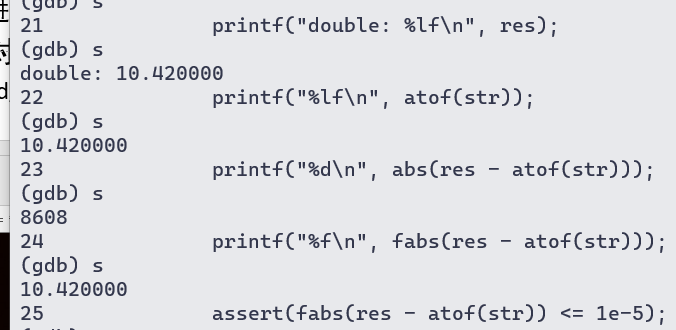 (gdb) s
21              printf("double: %lf\n", res);
(gdb) s
double: 10.420000
22              printf("%lf\n", atof(str));
(gdb) s
10.420000
23              printf("%d\n", abs(res - atof(str)));
(gdb) s
8608
24              printf("%f\n", fabs(res - atof(str)));
(gdb) s
10.420000
25              assert(fabs(res - atof(str)) <= 1e-5);